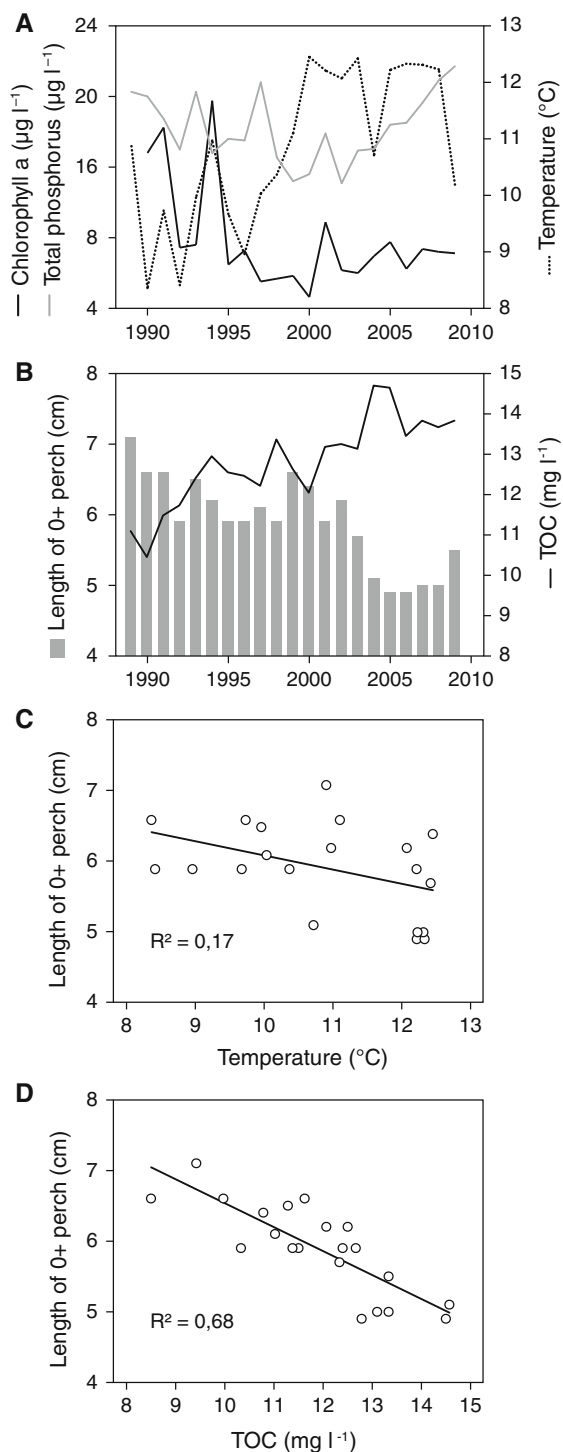 A
Chlorophyll a (µg l⁻¹)
Total phosphorus (µg l⁻¹)
24
20
16
8
4
13
12
11
10
9
8
Temperature (°C)
1990 1995 2000 2005 2010
B
Length of 0+ perch (cm)
8
7
6
5
4
15
14
13
12
11
10
9
8
TOC (mg l⁻¹)
1990 1995 2000 2005 2010
C
Length of 0+ perch (cm)
8
7
6
5
4
R² = 0,17
8 9 10 11 12 13
Temperature (°C)
D
Length of 0+ perch (cm)
8
7
6
5
4
R² = 0,68
8 9 10 11 12 13 14 15
TOC (mg l⁻¹)